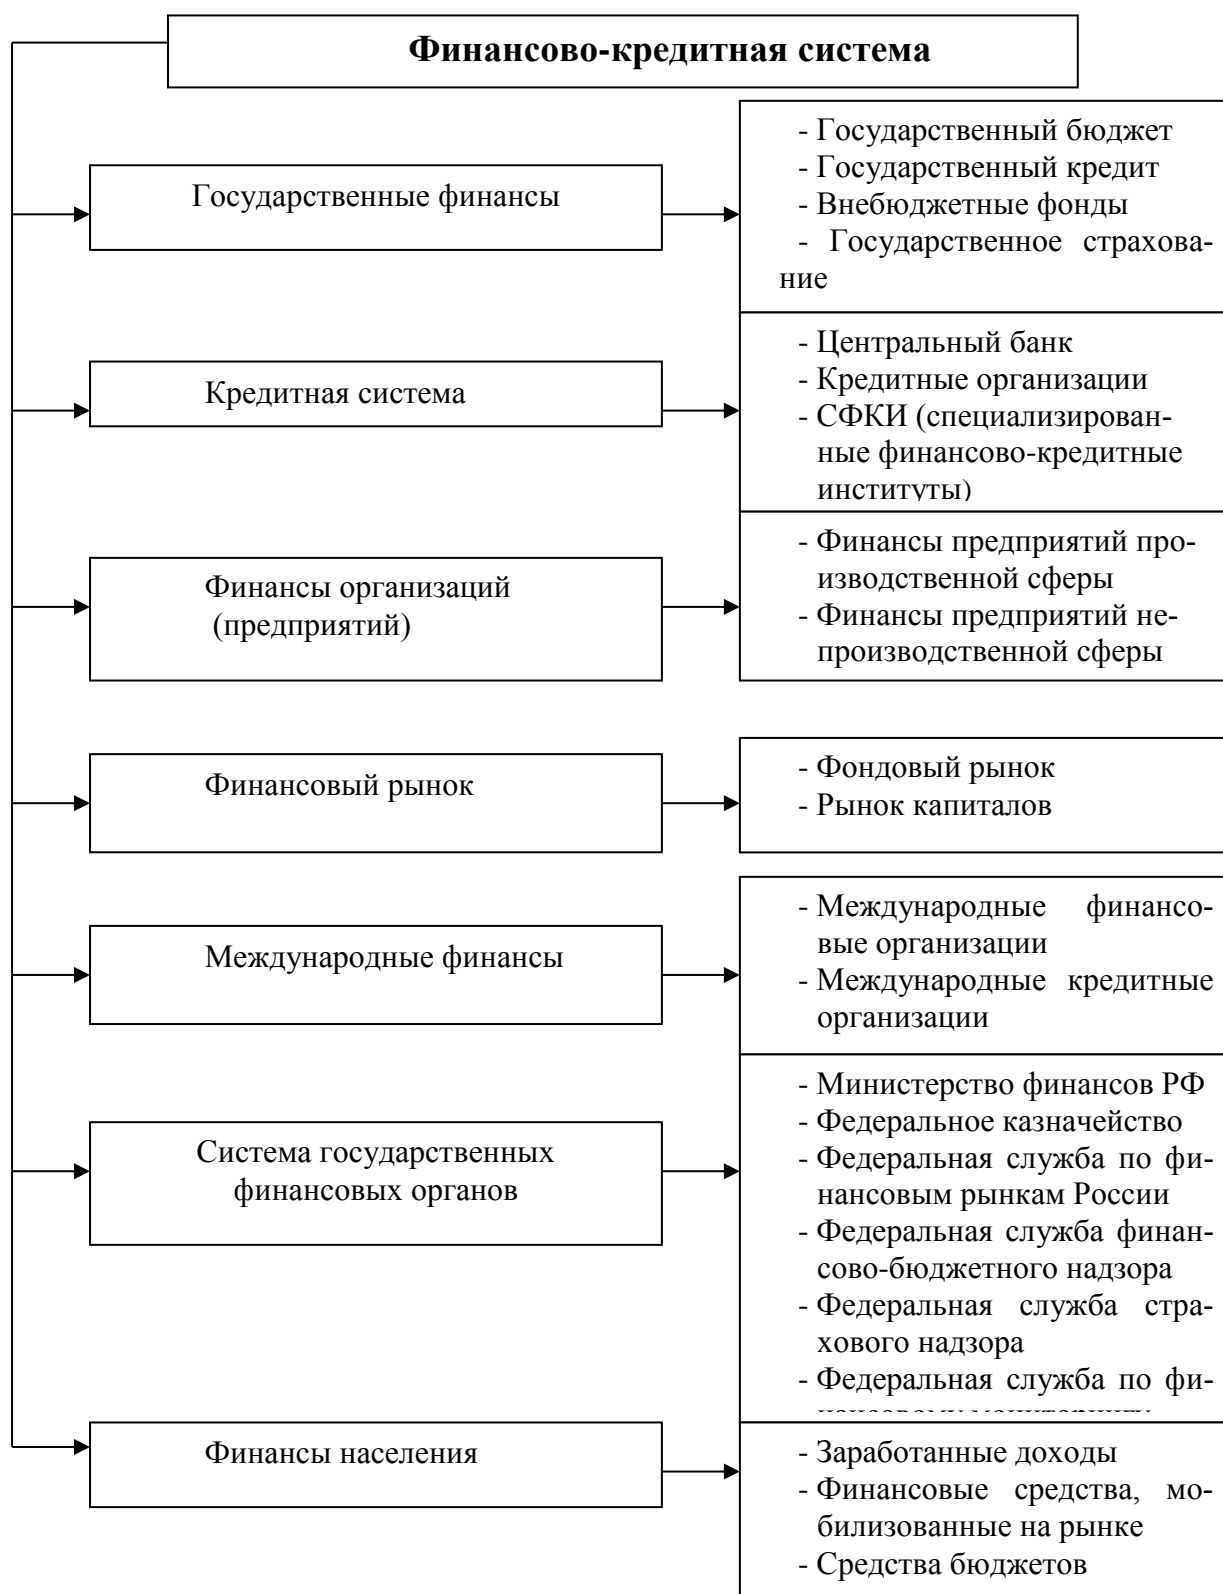 Финансово-кредитная система
Государственные финансы
- Государственный бюджет
- Государственный кредит
- Внебюджетные фонды
- Государственное страхова-
ние
Кредитная система
- Центральный банк
- Кредитные организации
- СФКИ (специализирован-
ные финансово-кредитные
институты)
Финансы организаций
(предприятий)
- Финансы предприятий про-
изводственной сферы
- Финансы предприятий не-
производственной сферы
Финансовый рынок
- Фондовый рынок
- Рынок капиталов
Международные финансы
- Международные финансо-
вые организации
- Международные кредитные
организации
Система государственных
финансовых органов
- Министерство финансов РФ
- Федеральное казначейство
- Федеральная служба по фи-
нансовым рынкам России
- Федеральная служба финан-
сово-бюджетного надзора
- Федеральная служба стра-
хового надзора
- Федеральная служба по фи-
нансовому мониторингу
Финансы населения
- Заработанные доходы
- Финансовые средства, мо-
билизованные на рынке
- Средства бюджетов